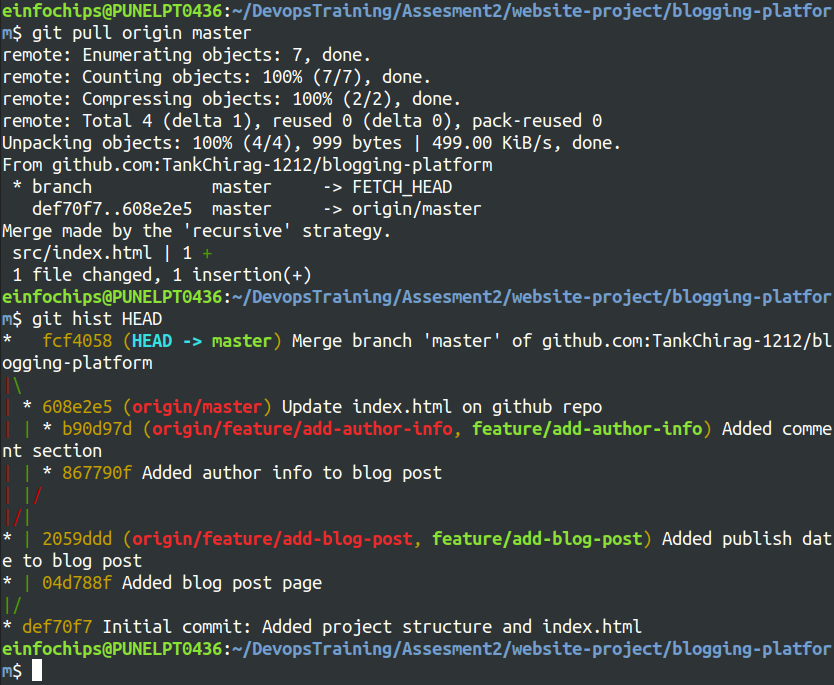 einfochips@PUNELPT0436:~/DevopsTraining/Assesment2/website-project/blogging-platfor
m$ git pull origin master
remote: Enumerating objects: 7, done.
remote: Counting objects: 100% (7/7), done.
remote: Compressing objects: 100% (2/2), done.
remote: Total 4 (delta 1), reused 0 (delta 0), pack-reused 0
Unpacking objects: 100% (4/4), 999 bytes | 499.00 KiB/s, done.
From github.com:TankChirag-1212/blogging-platform
 * branch            master     -> FETCH_HEAD
   def70f7..608e2e5  master     -> origin/master
Merge made by the 'recursive' strategy.
 src/index.html | 1 +
 1 file changed, 1 insertion(+)
einfochips@PUNELPT0436:~/DevopsTraining/Assesment2/website-project/blogging-platfor
m$ git hist HEAD
*   fcf4058 (HEAD -> master) Merge branch 'master' of github.com:TankChirag-1212/bl
ogging-platform
|\
| * 608e2e5 (origin/master) Update index.html on github repo
| | * b90d97d (origin/feature/add-author-info, feature/add-author-info) Added comme
nt section
| | * 867790f Added author info to blog post
| |/
|/|
* | 2059ddd (origin/feature/add-blog-post, feature/add-blog-post) Added publish dat
e to blog post
* | 04d788f Added blog post page
|/
* def70f7 Initial commit: Added project structure and index.html
einfochips@PUNELPT0436:~/DevopsTraining/Assesment2/website-project/blogging-platfor
m$